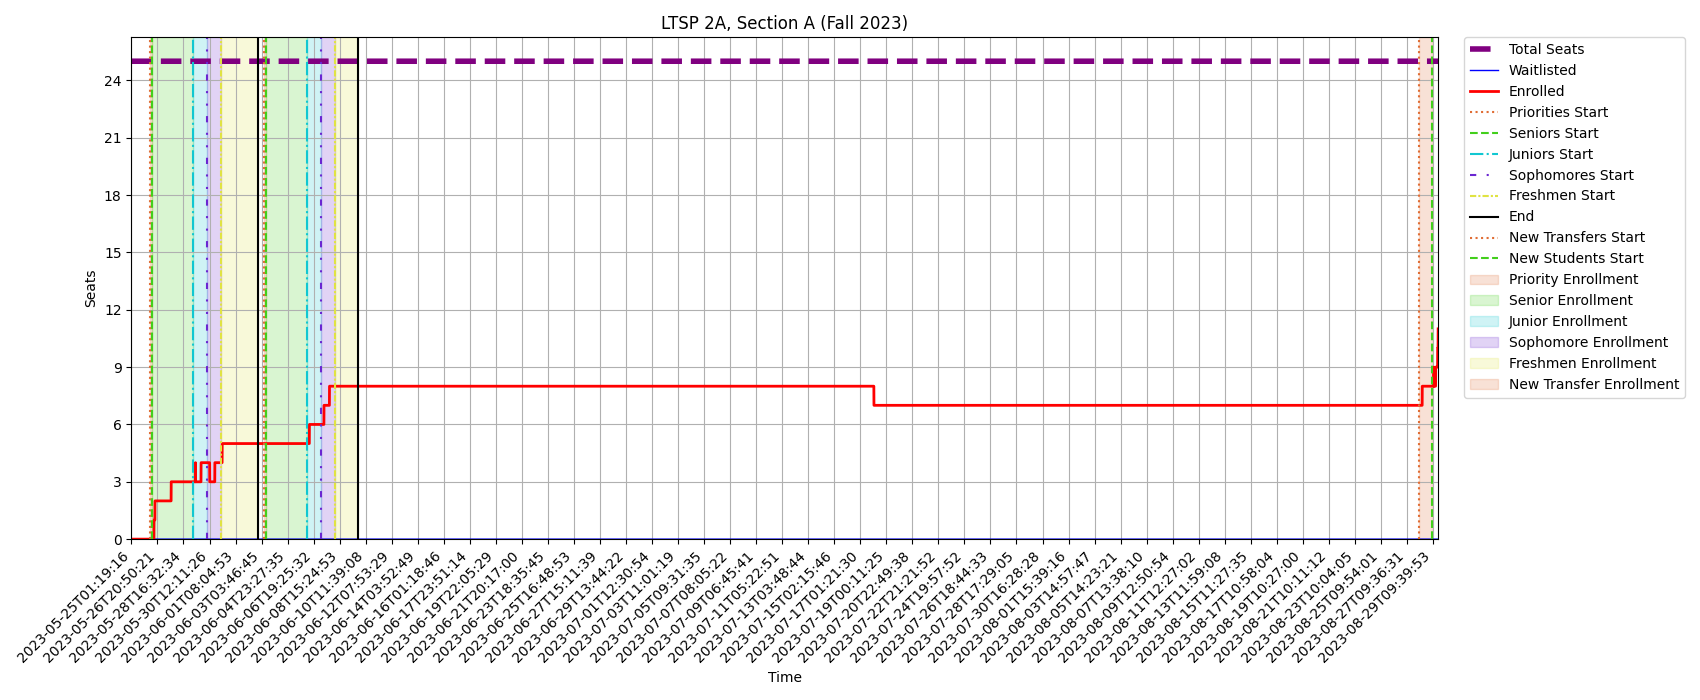 LTSP 2A, Section A (Fall 2023)
Seats
24
21
18
15
12
9
6
3
0
2023-05-25T01:19:16
2023-05-26T20:50:21
2023-05-28T16:32:34
2023-05-30T12:11:26
2023-06-01T08:04:53
2023-06-03T03:46:45
2023-06-04T23:27:35
2023-06-06T19:25:32
2023-06-08T15:24:53
2023-06-10T11:39:08
2023-06-12T07:53:29
2023-06-14T03:52:49
2023-06-16T01:18:46
2023-06-17T23:51:14
2023-06-19T22:05:29
2023-06-21T20:17:00
2023-06-23T18:35:45
2023-06-25T16:48:53
2023-06-27T15:11:39
2023-06-29T13:44:22
2023-07-01T12:30:54
2023-07-03T11:01:19
2023-07-05T09:31:35
2023-07-07T08:05:22
2023-07-09T06:45:41
2023-07-11T05:22:51
2023-07-13T03:48:44
2023-07-15T02:15:46
2023-07-17T01:21:30
2023-07-19T00:11:25
2023-07-20T22:49:38
2023-07-22T21:21:52
2023-07-24T19:57:52
2023-07-26T18:44:33
2023-07-28T17:29:05
2023-07-30T16:28:28
2023-08-01T15:39:16
2023-08-03T14:57:47
2023-08-05T14:23:21
2023-08-07T13:38:10
2023-08-09T12:50:54
2023-08-11T12:27:02
2023-08-13T11:59:08
2023-08-15T11:27:35
2023-08-17T10:58:04
2023-08-19T10:27:00
2023-08-21T10:11:12
2023-08-23T10:04:05
2023-08-25T09:54:01
2023-08-27T09:36:31
2023-08-29T09:39:53
Time
Total Seats
Waitlisted
Enrolled
Priorities Start
Seniors Start
Juniors Start
Sophomores Start
Freshmen Start
End
New Transfers Start
New Students Start
Priority Enrollment
Senior Enrollment
Junior Enrollment
Sophomore Enrollment
Freshmen Enrollment
New Transfer Enrollment